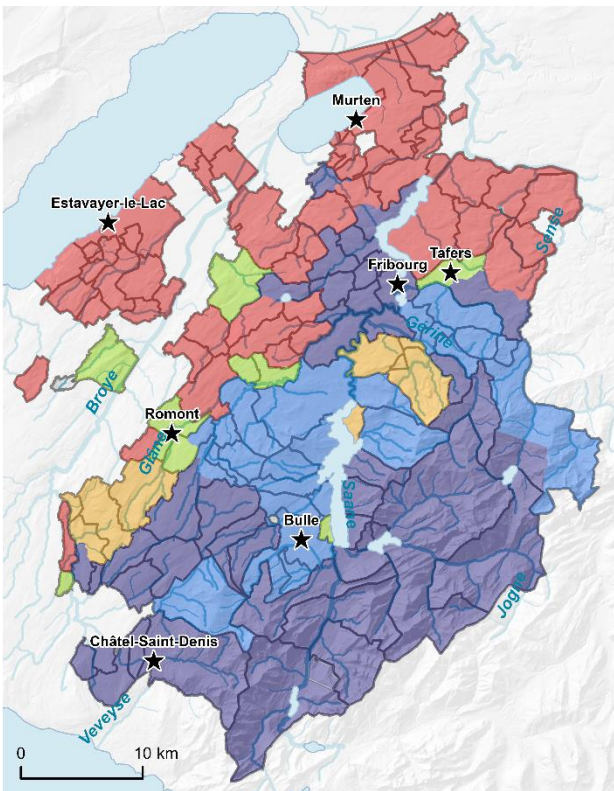 Murten
Estavayer-le-Lac
Sense
Tafers
Fribourg
Gérine
Broye
Romont
Glâne
Sarine
Bulle
Jogne
Châtel-Saint-Denis
Veveyse
0 10 km